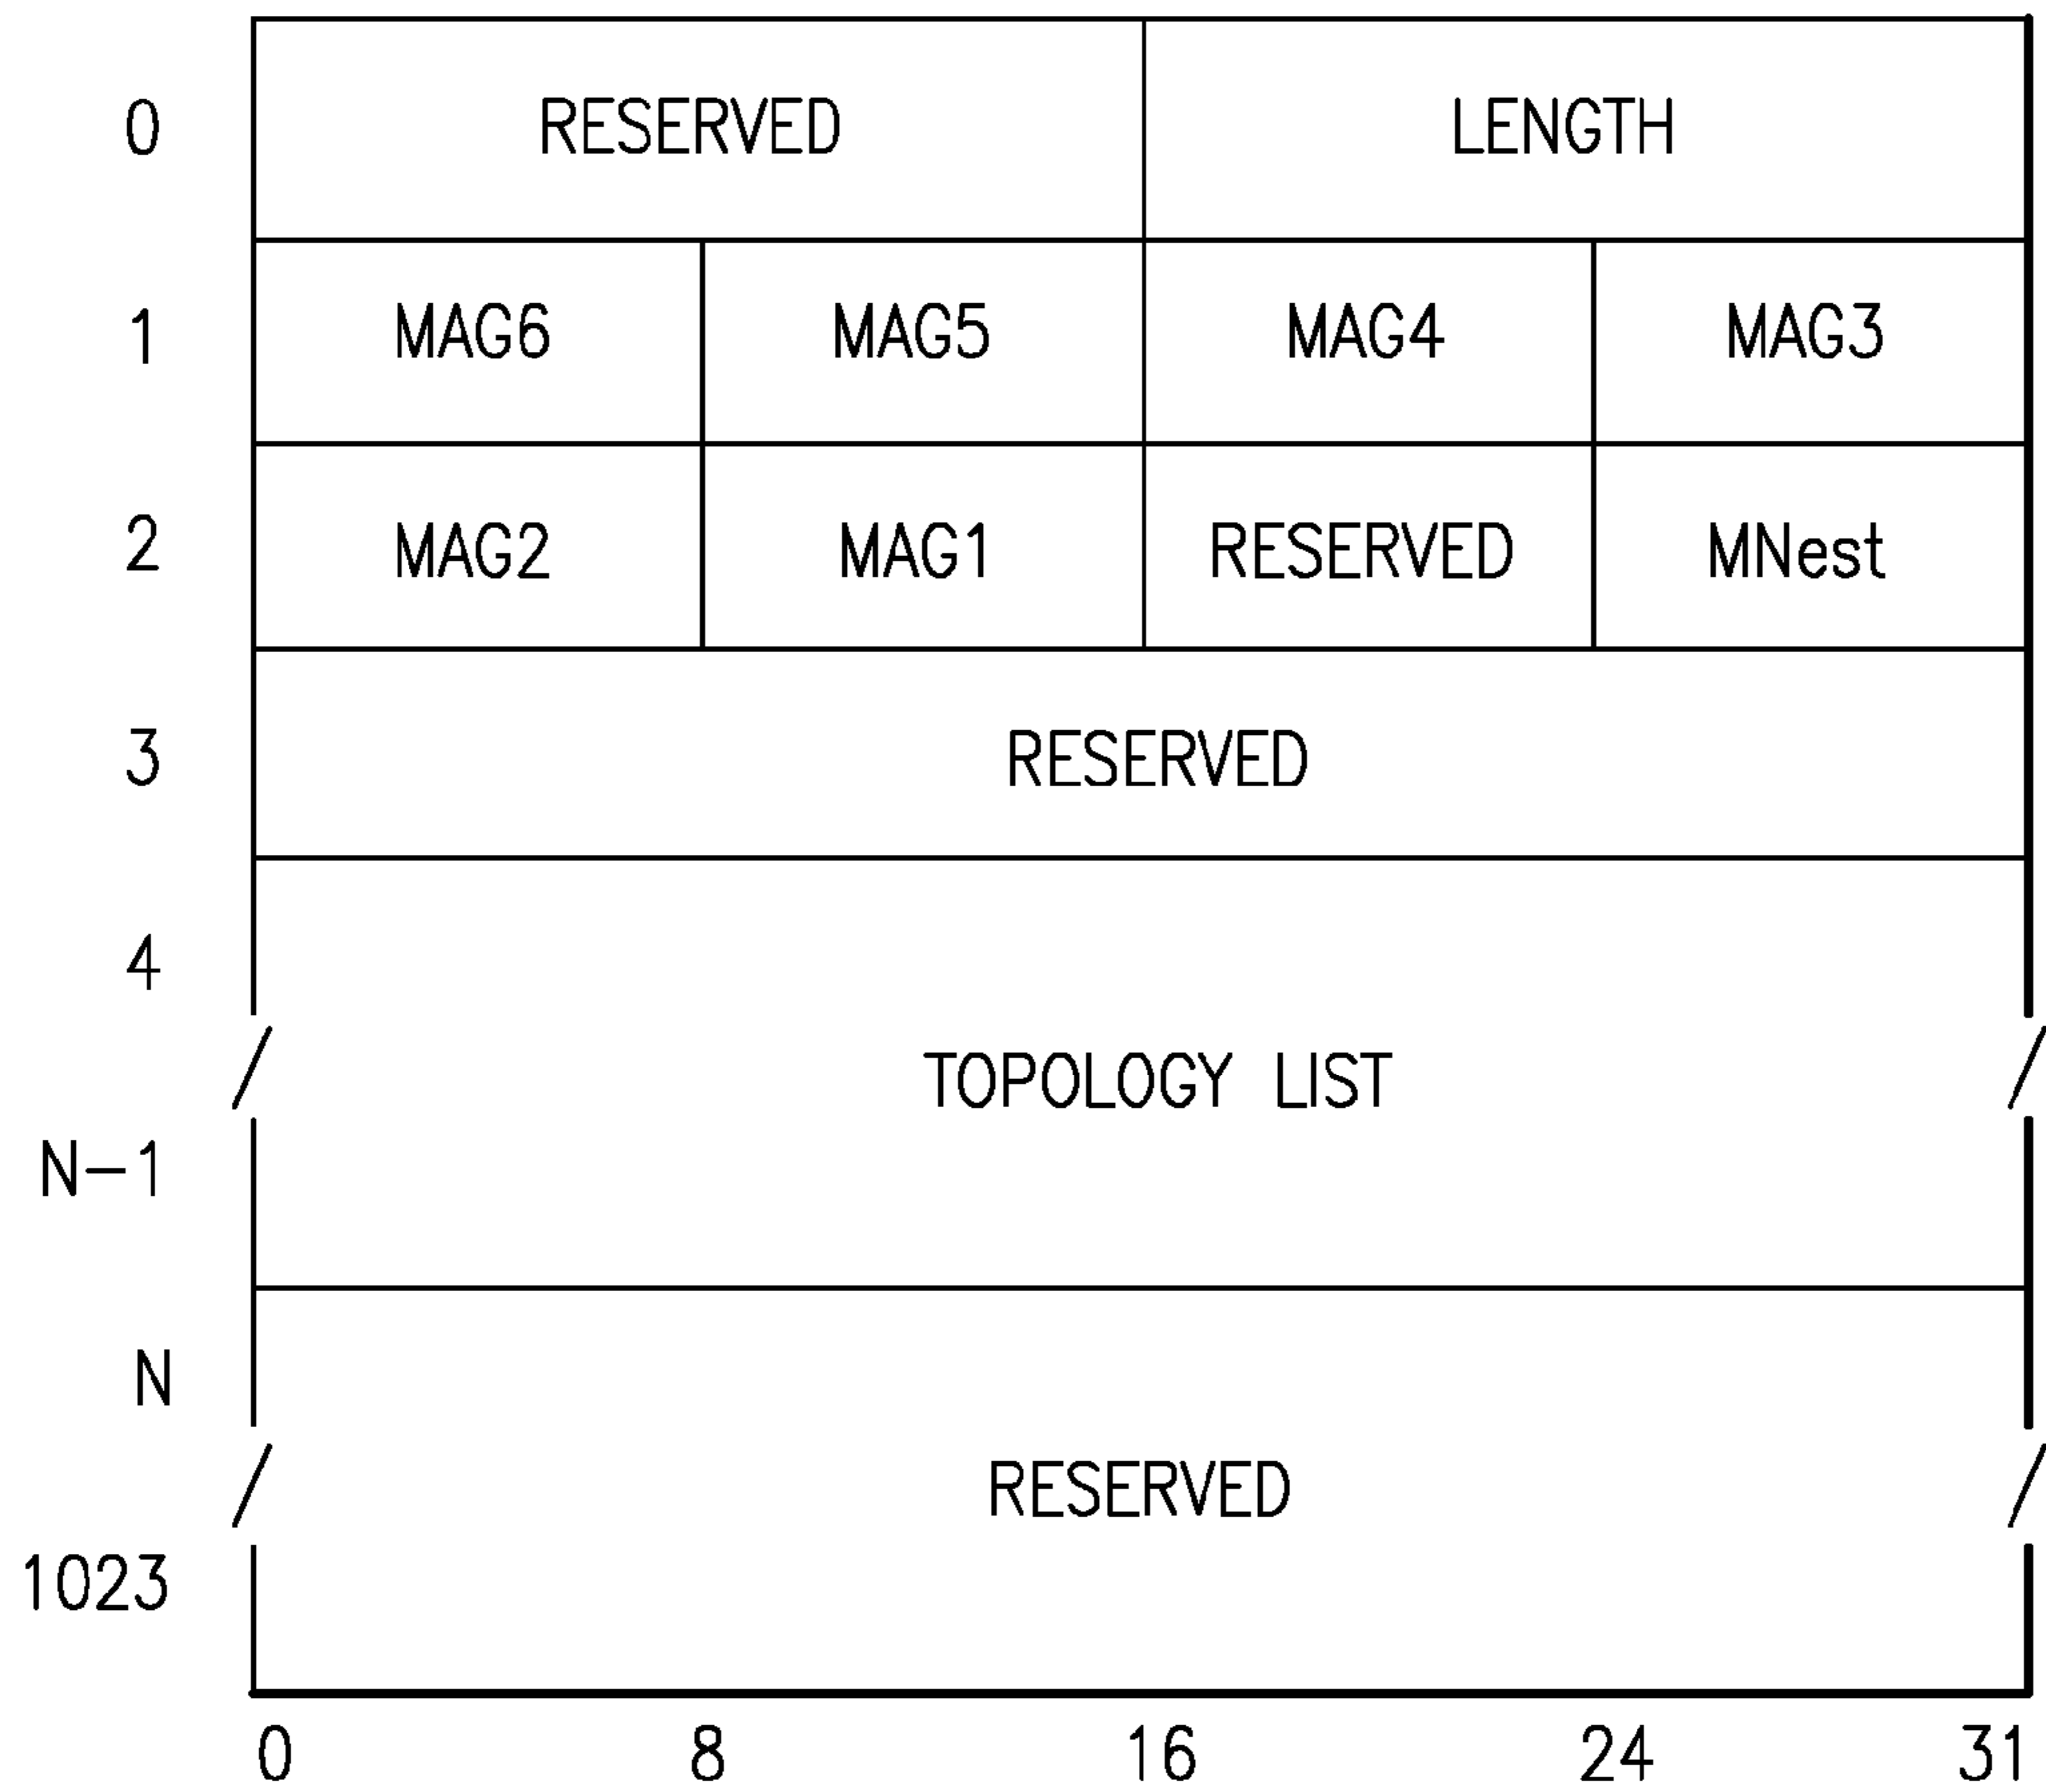 0 RESERVED LENGTH
1 MAG6 MAG5 MAG4 MAG3
2 MAG2 MAG1 RESERVED MNest
3 RESERVED
4
TOPOLOGY LIST
N-1
N
RESERVED
1023
0 8 16 24 31